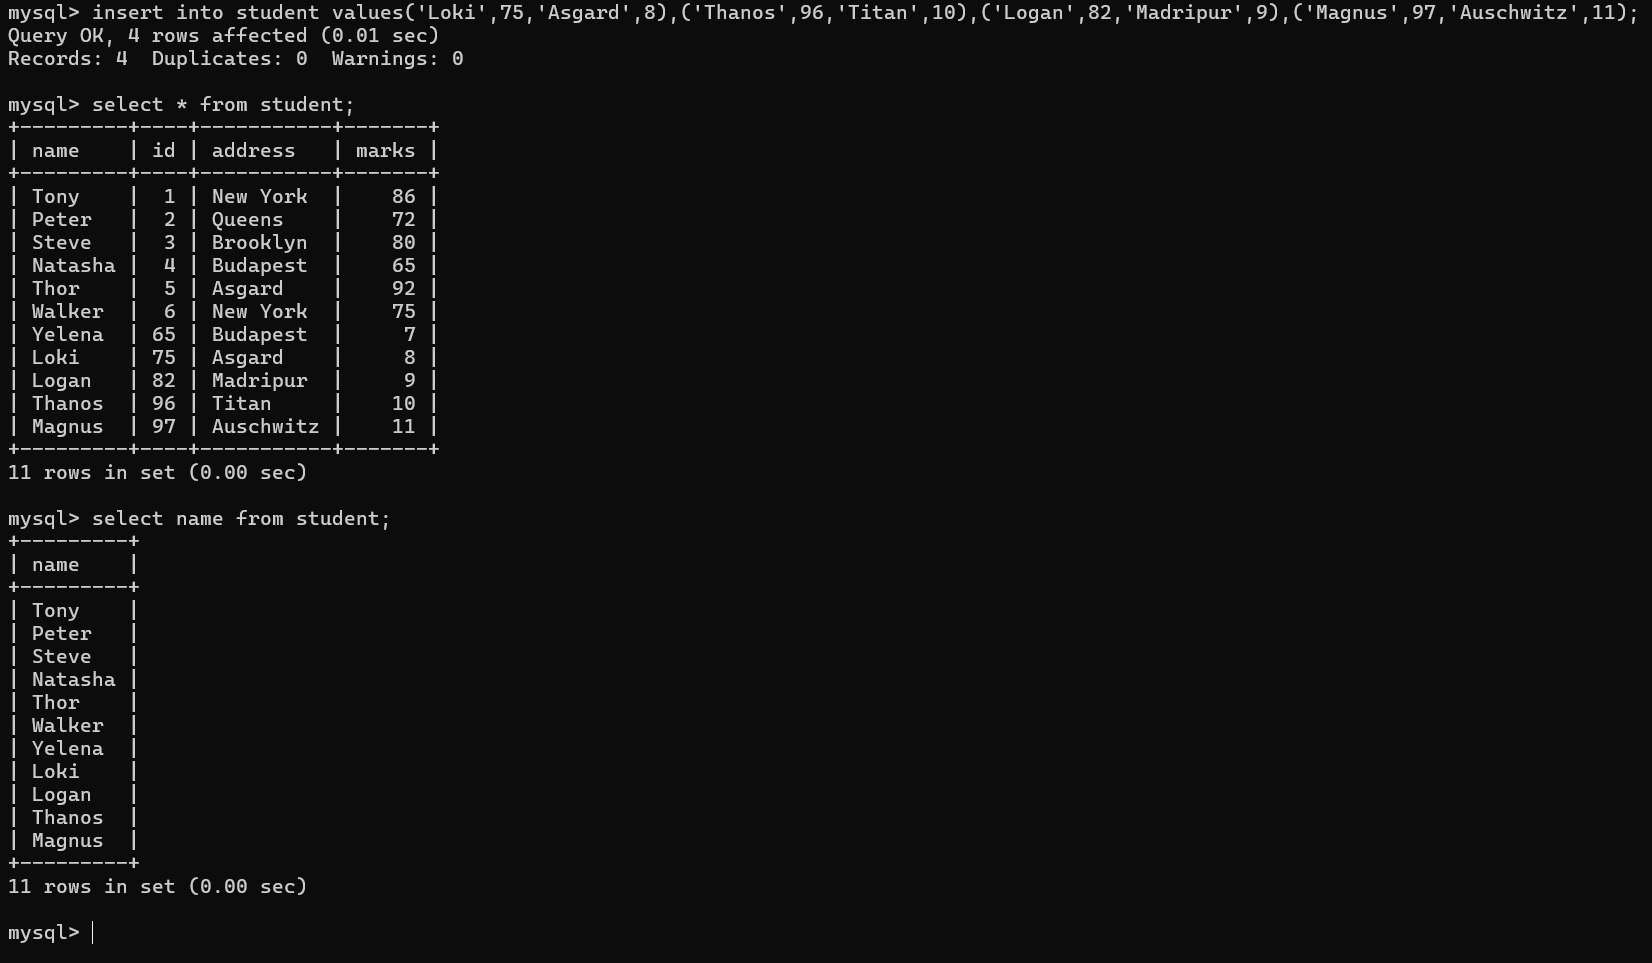 mysql> insert into student values('Loki',75,'Asgard',8),('Thanos',96,'Titan',10),('Logan',82,'Madripur',9),('Magnus',97,'Auschwitz',11);
Query OK, 4 rows affected (0.01 sec)
Records: 4  Duplicates: 0  Warnings: 0

mysql> select * from student;
+---------+----+-----------+-------+
| name    | id | address   | marks |
+---------+----+-----------+-------+
| Tony    |  1 | New York  |    86 |
| Peter   |  2 | Queens    |    72 |
| Steve   |  3 | Brooklyn  |    80 |
| Natasha |  4 | Budapest  |    65 |
| Thor    |  5 | Asgard    |    92 |
| Walker  |  6 | New York  |    75 |
| Yelena  | 65 | Budapest  |     7 |
| Loki    | 75 | Asgard    |     8 |
| Logan   | 82 | Madripur  |     9 |
| Thanos  | 96 | Titan     |    10 |
| Magnus  | 97 | Auschwitz |    11 |
+---------+----+-----------+-------+
11 rows in set (0.00 sec)

mysql> select name from student;
+---------+
| name    |
+---------+
| Tony    |
| Peter   |
| Steve   |
| Natasha |
| Thor    |
| Walker  |
| Yelena  |
| Loki    |
| Logan   |
| Thanos  |
| Magnus  |
+---------+
11 rows in set (0.00 sec)

mysql>